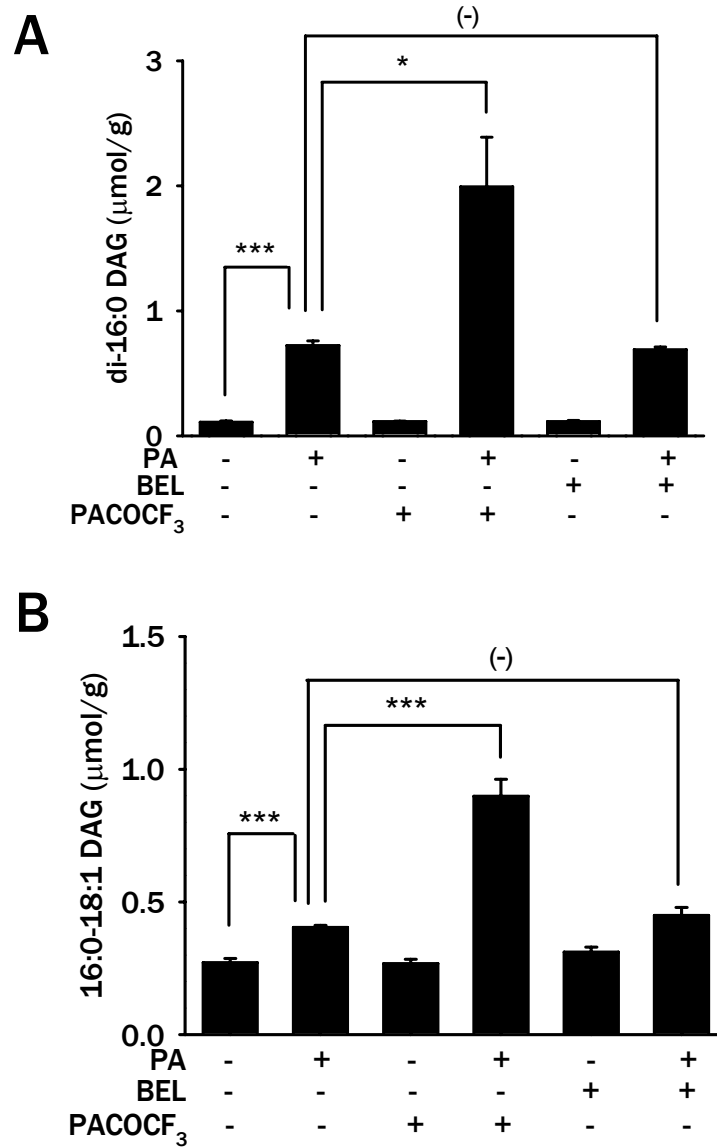 A
(-)
3
*
2
di-16:0 DAG (μmol/g)
***
1
0
PA - + - + - +
BEL - - - - + +
PACOCF₃ - - + + - -
B
1.5
(-)
***
1.0
16:0-18:1 DAG (μmol/g)
***
0.5
0.0
PA - + - + - +
BEL - - - - + +
PACOCF₃ - - + + - -